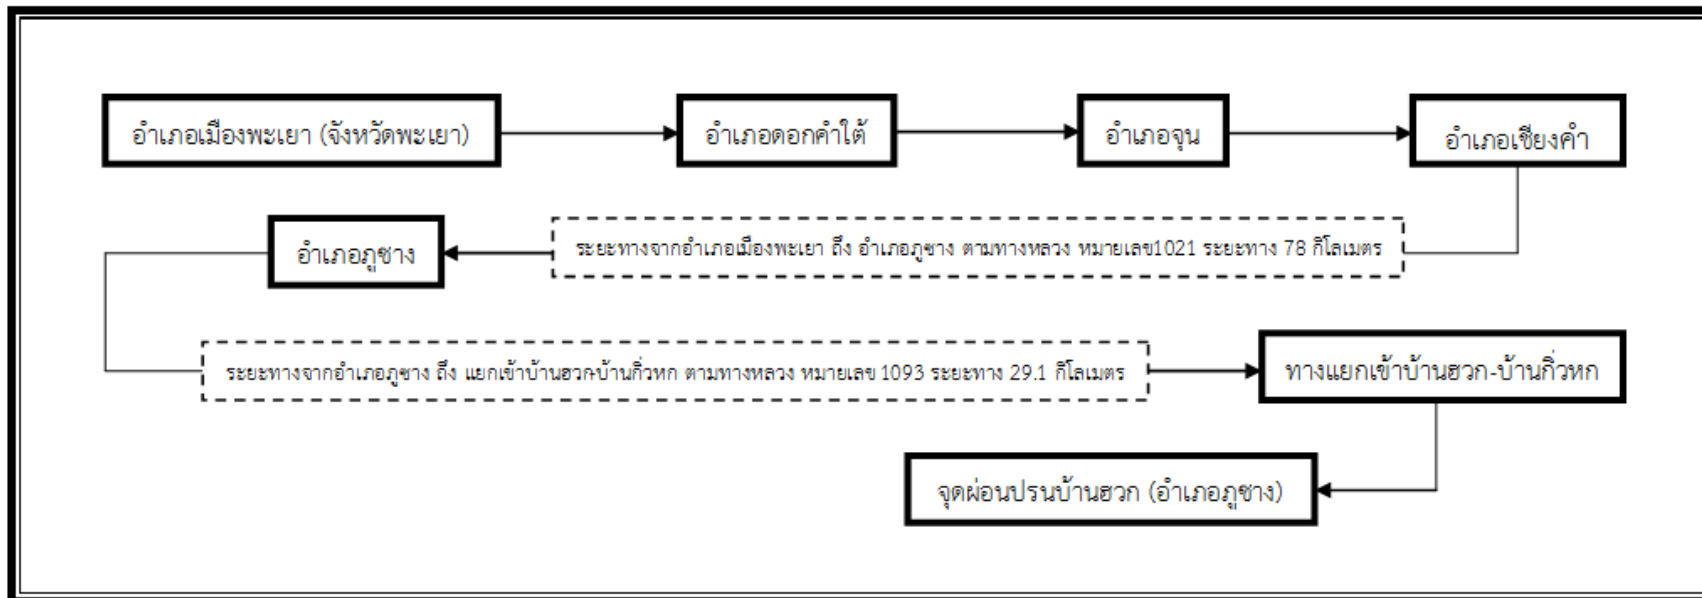 อำเภอเมืองพะเยา (จังหวัดพะเยา)
อำเภอดอกคำใต้
อำเภอจุน
อำเภอเชียงคำ
ระยะทางจากอำเภอเมืองพะเยา ถึง อำเภอภูซาง ตามทางหลวง หมายเลข1021 ระยะทาง 78 กิโลเมตร
อำเภอภูซาง
ระยะทางจากอำเภอภูซาง ถึง แยกเข้าบ้านฮวก-บ้านกิ่วหก ตามทางหลวง หมายเลข 1093 ระยะทาง 29.1 กิโลเมตร
ทางแยกเข้าบ้านฮวก-บ้านกิ่วหก
จุดผ่อนปรนบ้านฮวก (อำเภอภูซาง)